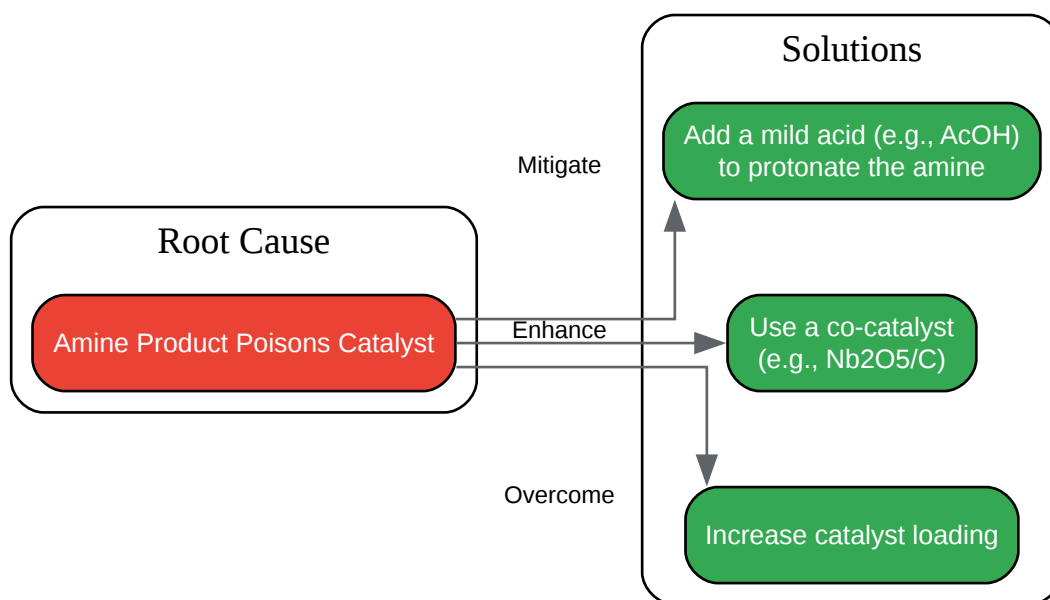 Solutions
Add a mild acid (e.g., AcOH)
to protonate the amine
Mitigate
Root Cause
Amine Product Poisons Catalyst
Enhance
Use a co-catalyst
(e.g., Nb2O5/C)
Overcome
Increase catalyst loading